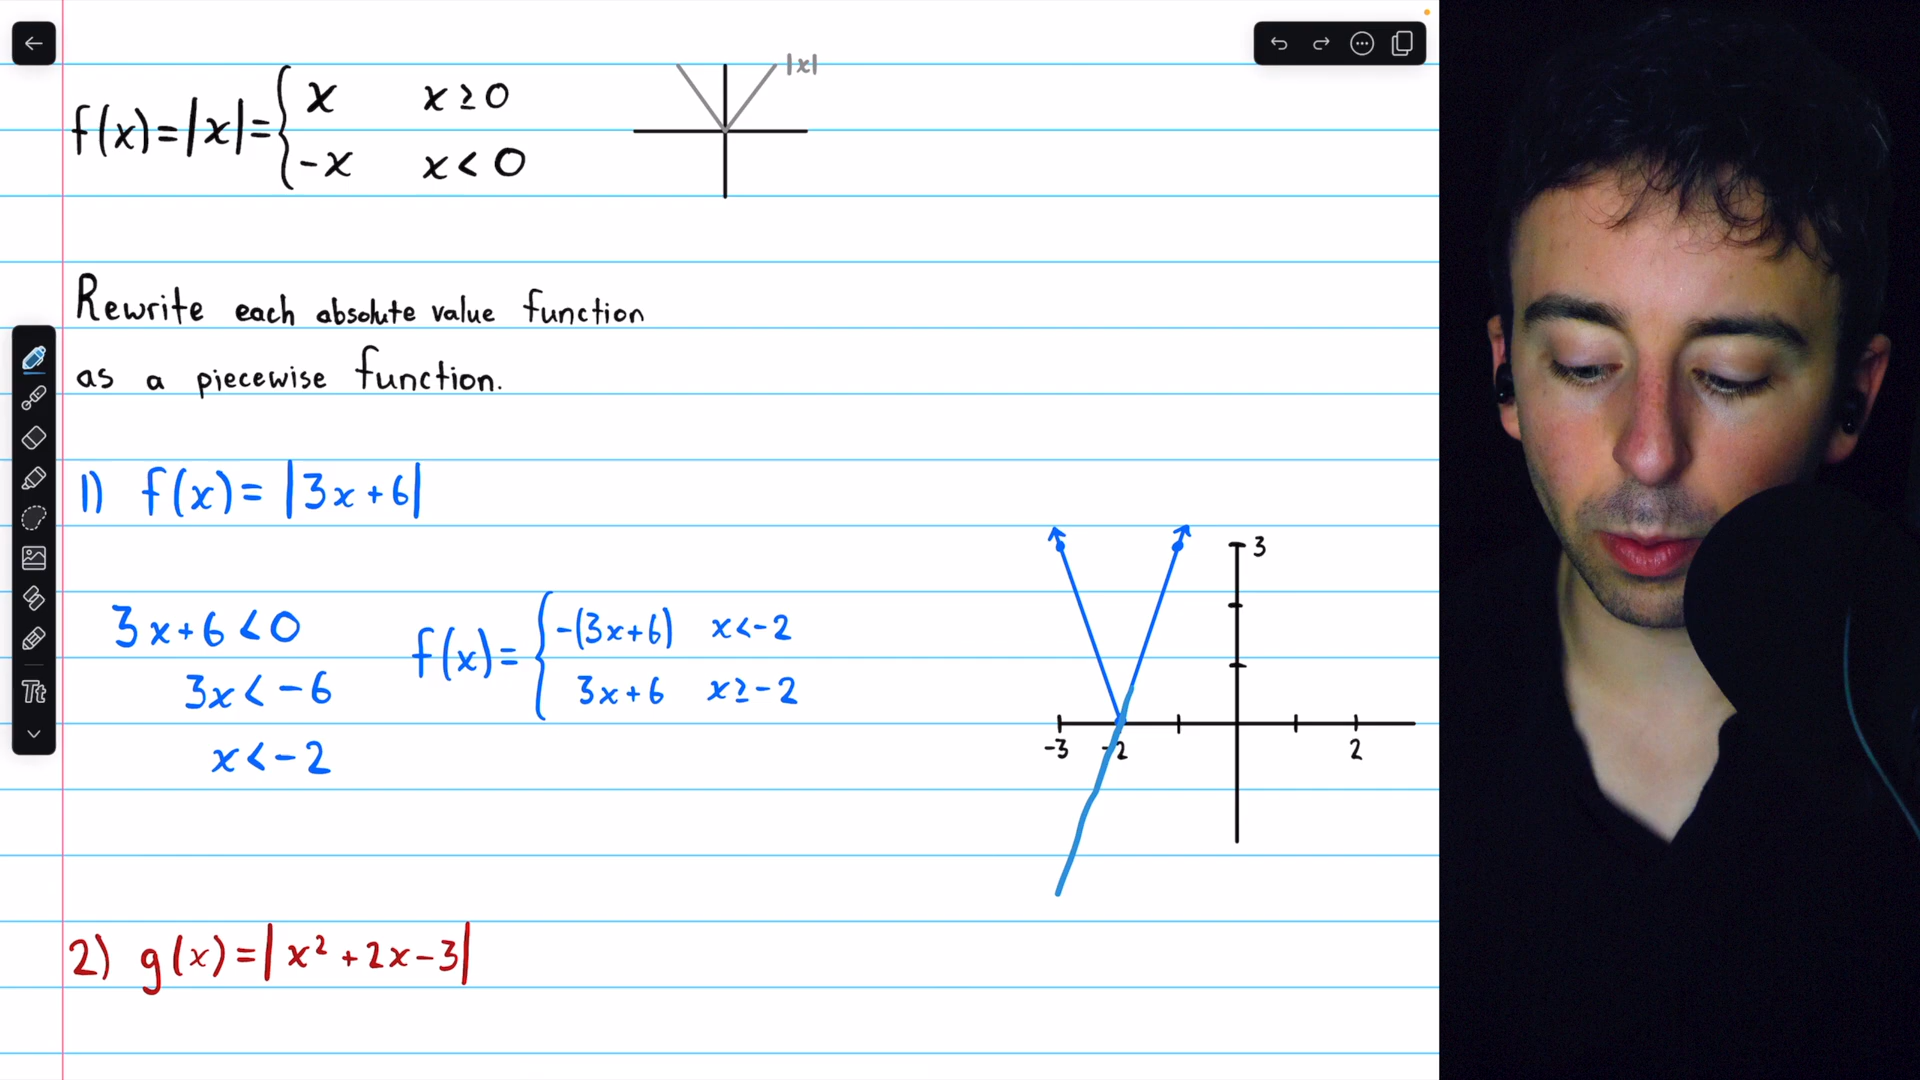 f(x)=|x|={x x≥0
-x x<0
|x|
Rewrite each absolute value function
as a piecewise function.
1) f(x)=|3x+6|
3
3x+6<0
f(x)={-(3x+6) x<-2
3x<-6
3x+6 x≥-2
x<-2
-3 -2 2
2) g(x)=|x²+2x-3|
Tt